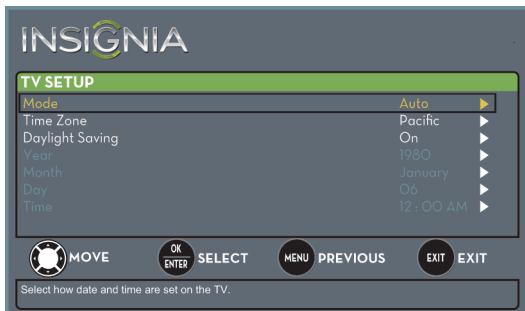 INSIGNIA
TV SETUP
Mode Auto
Time Zone Pacific
Daylight Saving On
Year 1980
Month January
Day 06
Time 12 : 00 AM
MOVE OK ENTER SELECT MENU PREVIOUS EXIT EXIT
Select how date and time are set on the TV.